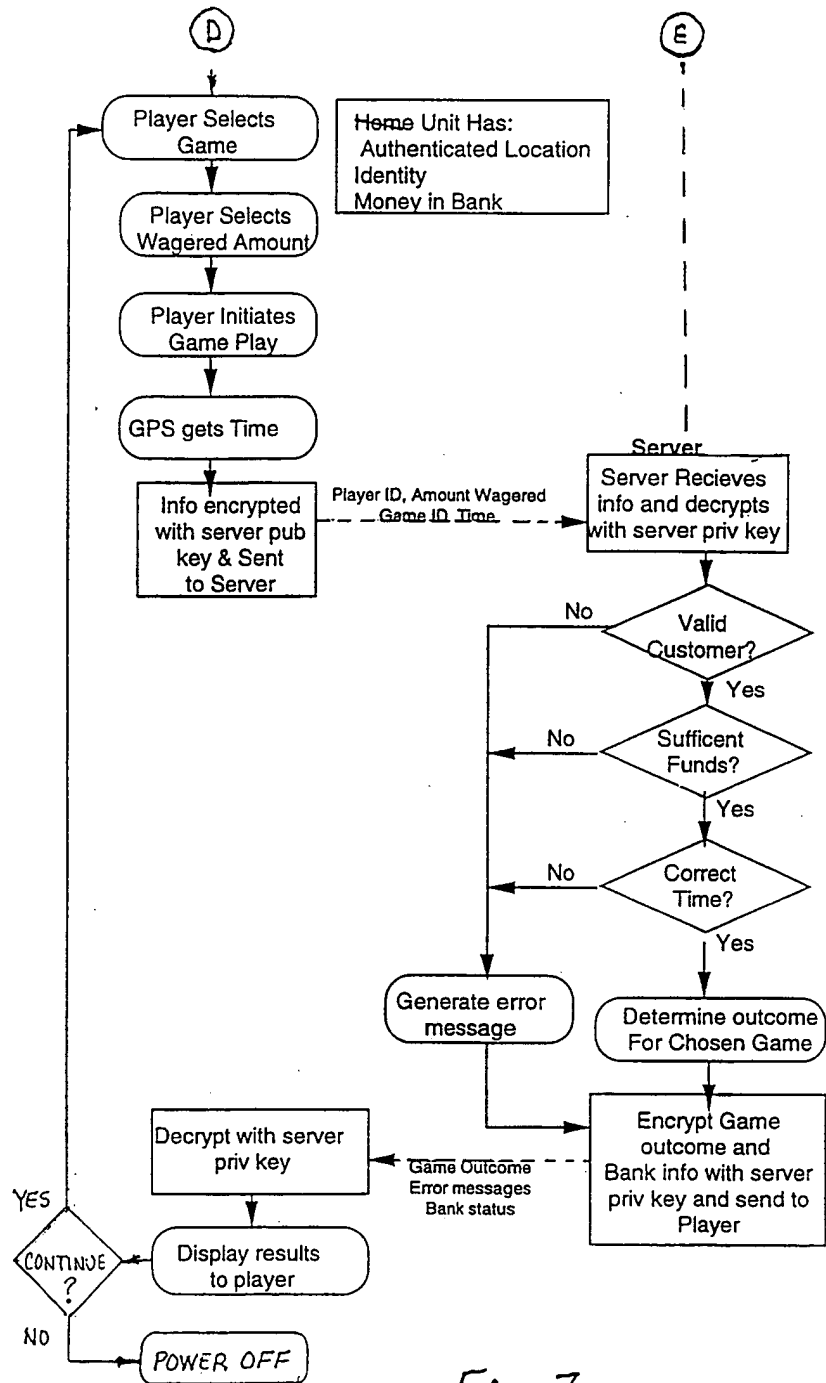 D
E
Player Selects
Game
Home Unit Has:
Authenticated Location
Identity
Money in Bank
Player Selects
Wagered Amount
Player Initiates
Game Play
GPS gets Time
Server
Info encrypted
with server pub
key & Sent
to Server
Player ID, Amount Wagered
Game ID, Time
Server Recieves
info and decrypts
with server priv key
No
Valid
Customer?
Yes
No
Sufficent
Funds?
Yes
No
Correct
Time?
Yes
Generate error
message
Determine outcome
For Chosen Game
Decrypt with server
priv key
Game Outcome
Error messages
Bank status
Encrypt Game
outcome and
Bank info with server
priv key and send to
Player
YES
CONTINUE
?
Display results
to player
NO
POWER OFF